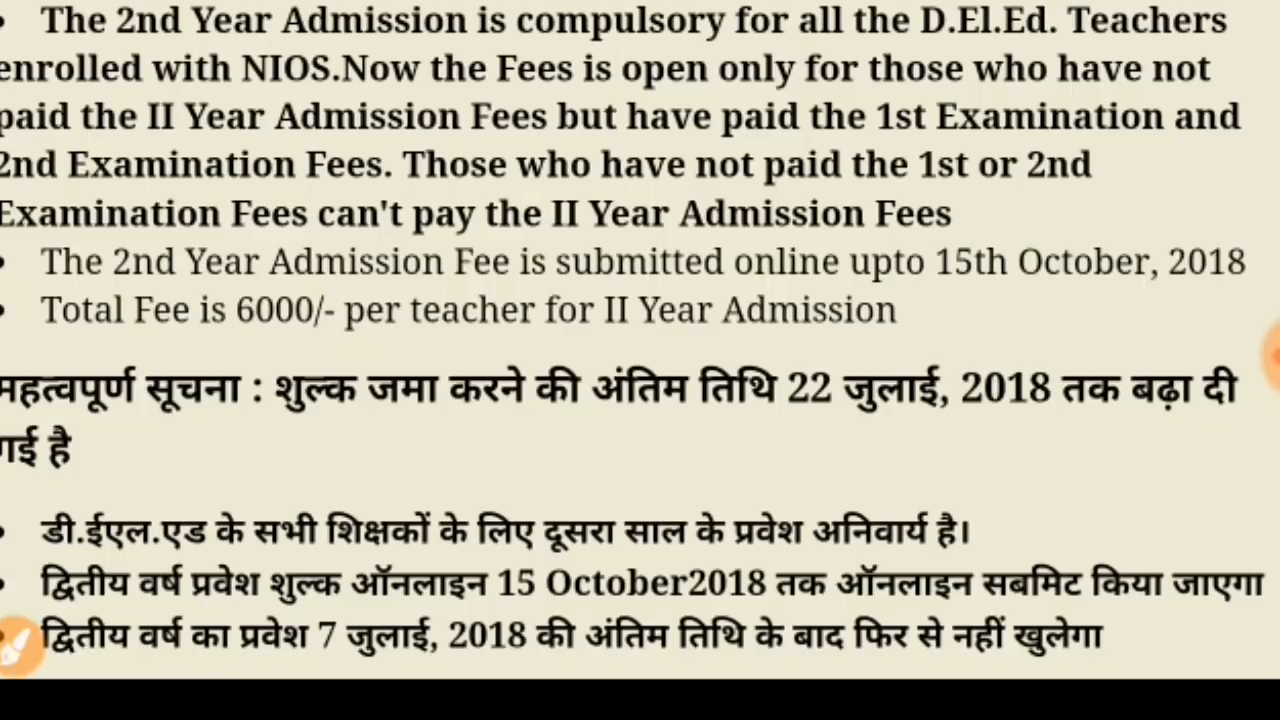 • The 2nd Year Admission is compulsory for all the D.El.Ed. Teachers
enrolled with NIOS.Now the Fees is open only for those who have not
paid the II Year Admission Fees but have paid the 1st Examination and
2nd Examination Fees. Those who have not paid the 1st or 2nd
Examination Fees can't pay the II Year Admission Fees
• The 2nd Year Admission Fee is submitted online upto 15th October, 2018
• Total Fee is 6000/- per teacher for II Year Admission
महत्वपूर्ण सूचना : शुल्क जमा करने की अंतिम तिथि 22 जुलाई, 2018 तक बढ़ा दी
गई है
• डी.ईएल.एड के सभी शिक्षकों के लिए दूसरा साल के प्रवेश अनिवार्य है।
• द्वितीय वर्ष प्रवेश शुल्क ऑनलाइन 15 October2018 तक ऑनलाइन सबमिट किया जाएगा
• द्वितीय वर्ष का प्रवेश 7 जुलाई, 2018 की अंतिम तिथि के बाद फिर से नहीं खुलेगा